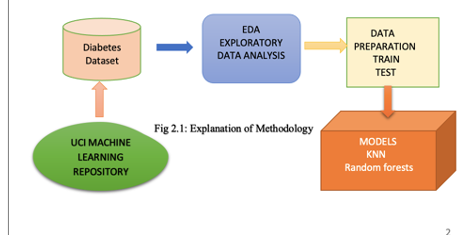 Diabetes
Dataset
EDA
EXPLORATORY
DATA ANALYSIS
DATA
PREPARATION
TRAIN
TEST
Fig 2.1: Explanation of Methodology
UCI MACHINE
LEARNING
REPOSITORY
MODELS
KNN
Random forests
2